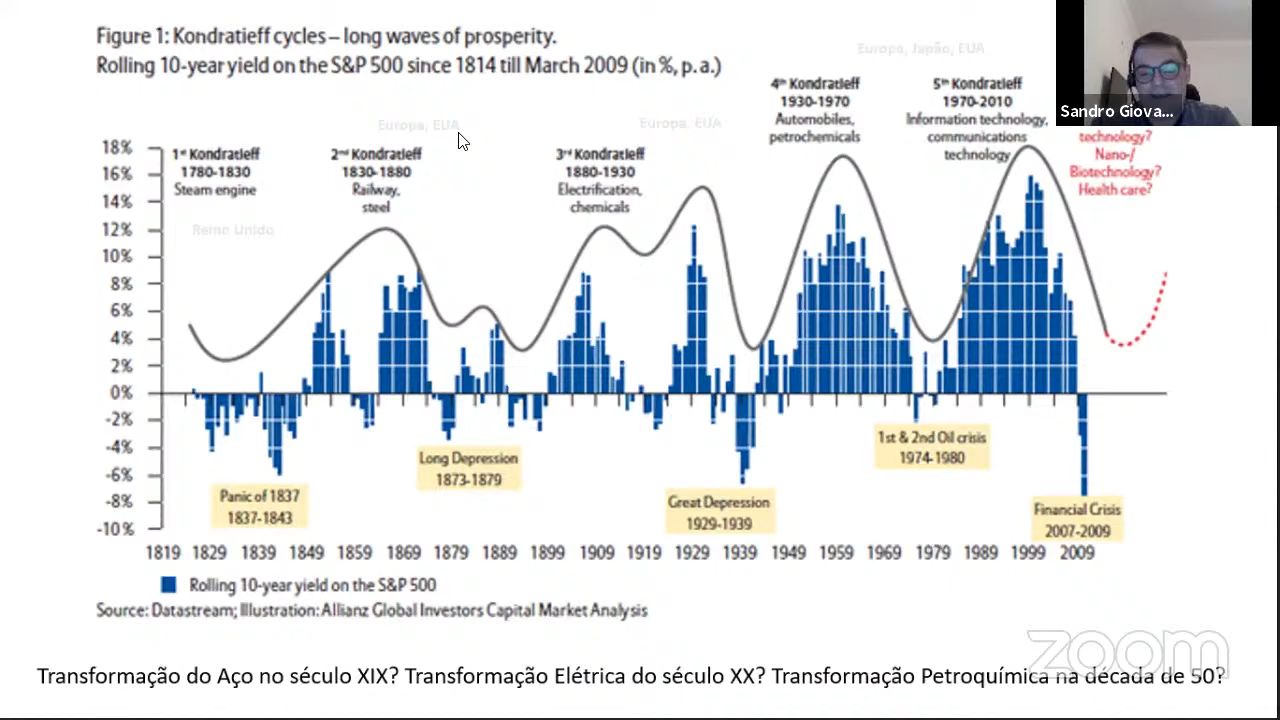 Figure 1: Kondratieff cycles – long waves of prosperity.
Rolling 10-year yield on the S&P 500 since 1814 till March 2009 (in %, p. a.)
Europa, Japão, EUA
Europa, EUA
Europa, EUA
Reino Unido
1st Kondratieff
1780-1830
Steam engine
2nd Kondratieff
1830-1880
Railway,
steel
3rd Kondratieff
1880-1930
Electrification,
chemicals
4th Kondratieff
1930-1970
Automobiles,
petrochemicals
5th Kondratieff
1970-2010
Information technology,
communications
technology
technology?
Nano-/
Biotechnology?
Health care?
Sandro Giova...
18%
16%
14%
12%
10%
8%
6%
4%
2%
0%
-2%
-4%
-6%
-8%
-10%
Panic of 1837
1837-1843
Long Depression
1873-1879
Great Depression
1929-1939
1st & 2nd Oil crisis
1974-1980
Financial Crisis
2007-2009
1819 1829 1839 1849 1859 1869 1879 1889 1899 1909 1919 1929 1939 1949 1959 1969 1979 1989 1999 2009
Rolling 10-year yield on the S&P 500
Source: Datastream; Illustration: Allianz Global Investors Capital Market Analysis
zoom
Transformação do Aço no século XIX? Transformação Elétrica do século XX? Transformação Petroquímica na década de 50?